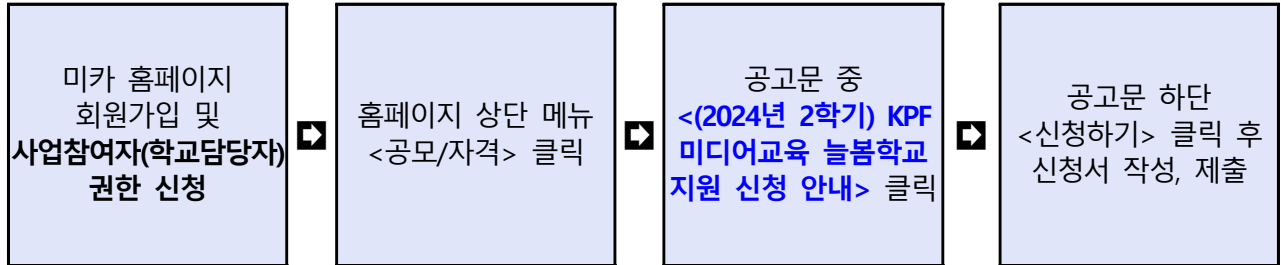 미카 홈페이지
회원가입 및
사업참여자(학교담당자)
권한 신청
홈페이지 상단 메뉴
<공모/자격> 클릭
공고문 중
<(2024년 2학기) KPF
미디어교육 늘봄학교
지원 신청 안내> 클릭
공고문 하단
<신청하기> 클릭 후
신청서 작성, 제출